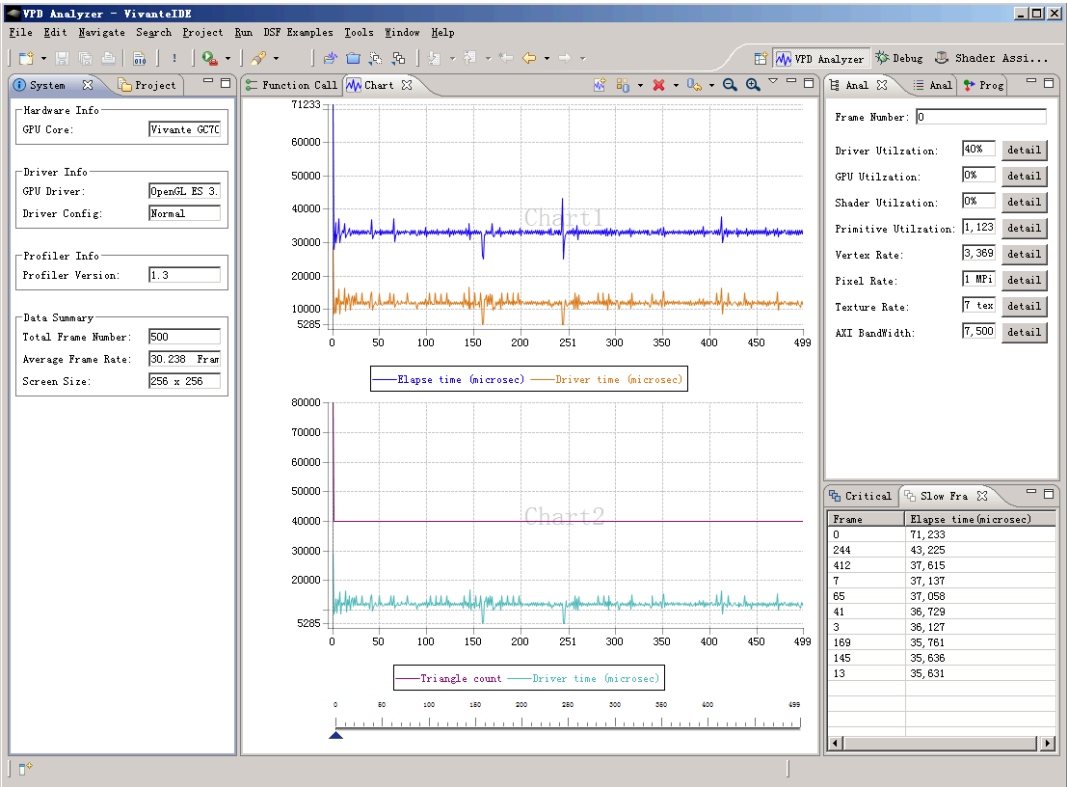 VPD Analyzer - VivanteIDE
File Edit Navigate Search Project Run DSF Examples Tools Window Help
VPD Analyzer Debug Shader Assi...
System Project
Hardware Info
GPU Core: Vivante GC7C
Driver Info
GPU Driver: OpenGL ES 3.
Driver Config: Normal
Profiler Info
Profiler Version: 1.3
Data Summary
Total Frame Number: 500
Average Frame Rate: 30.238 Fram
Screen Size: 256 x 256
Function Call Chart
71233
60000
50000
40000
30000
20000
10000
5285
Chart1
0 50 100 150 200 251 300 350 400 450 499
Elapse time (microsec) Driver time (microsec)
80000
70000
60000
50000
40000
30000
20000
5285
Chart2
0 50 100 150 200 251 300 350 400 450 499
Triangle count Driver time (microsec)
0 50 100 150 200 250 300 350 400 499
Anal Anal Prog
Frame Number: 0
Driver Utilzation: 40% detail
GPU Utilzation: 0% detail
Shader Utilzation: 0% detail
Primitive Utilzation: 1,123 detail
Vertex Rate: 3,369 detail
Pixel Rate: 1 MPi detail
Texture Rate: 7 tex detail
AXI BandWidth: 7,500 detail
Critical Slow Fra
Frame Elapse time(microsec)
0 71,233
244 43,225
412 37,615
7 37,137
65 37,058
41 36,729
3 36,127
169 35,761
145 35,636
13 35,631